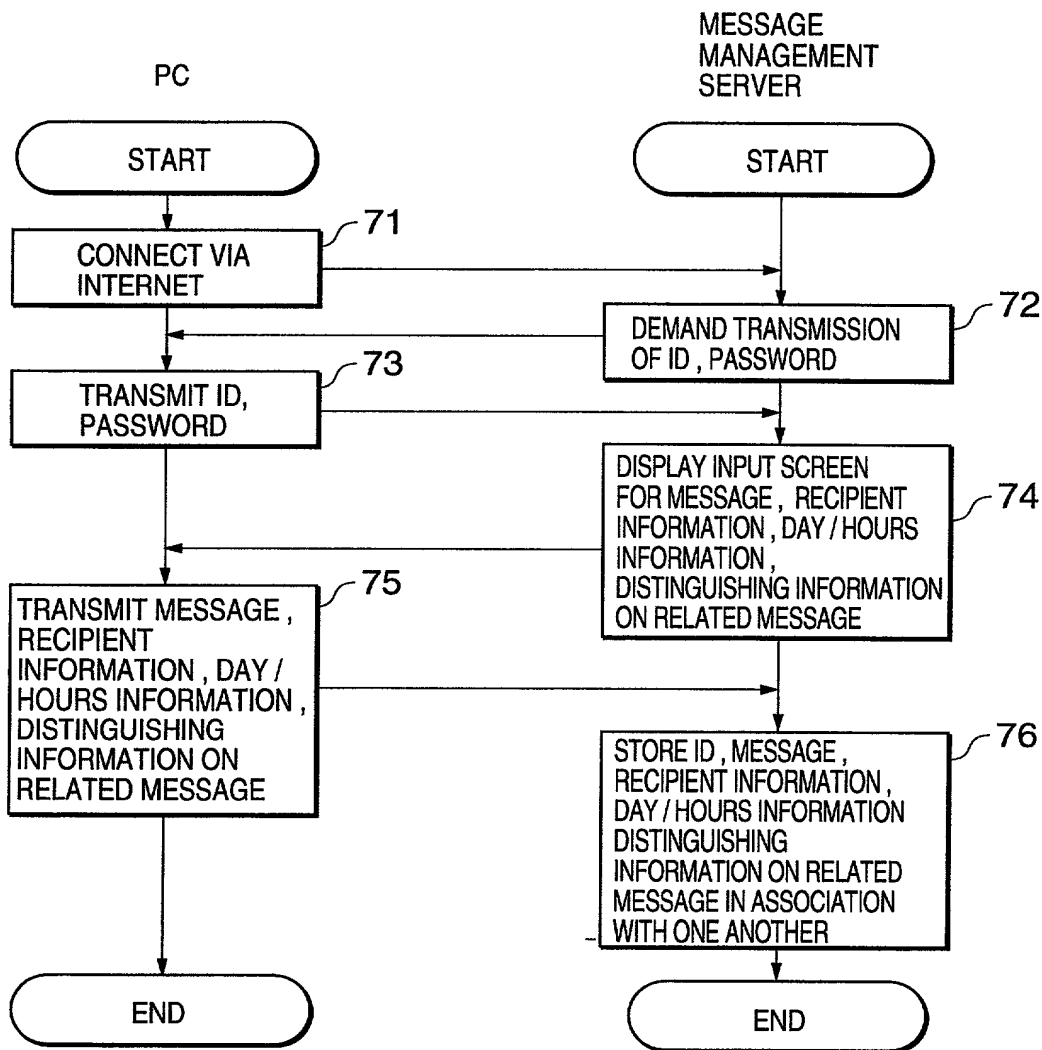 PC
MESSAGE
MANAGEMENT
SERVER
START
START
71
CONNECT VIA
INTERNET
72
DEMAND TRANSMISSION
OF ID , PASSWORD
73
TRANSMIT ID,
PASSWORD
74
DISPLAY INPUT SCREEN
FOR MESSAGE , RECIPIENT
INFORMATION , DAY / HOURS
INFORMATION ,
DISTINGUISHING INFORMATION
ON RELATED MESSAGE
75
TRANSMIT MESSAGE ,
RECIPIENT
INFORMATION , DAY /
HOURS INFORMATION ,
DISTINGUISHING
INFORMATION ON
RELATED MESSAGE
76
STORE ID , MESSAGE ,
RECIPIENT INFORMATION ,
DAY / HOURS INFORMATION
DISTINGUISHING
INFORMATION ON RELATED
MESSAGE IN ASSOCIATION
WITH ONE ANOTHER
END
END